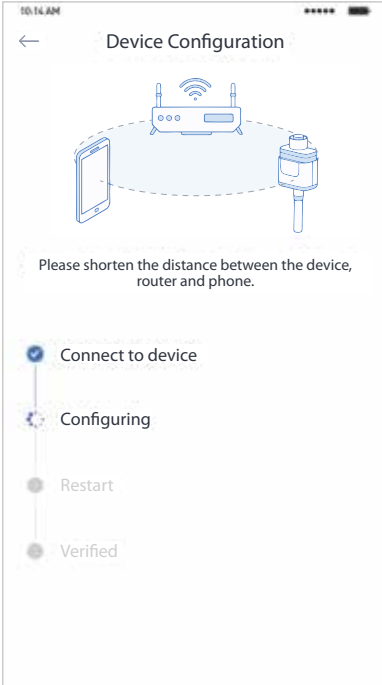 10:14 AM
Device Configuration
Please shorten the distance between the device,
router and phone.
Connect to device
Configuring
Restart
Verified